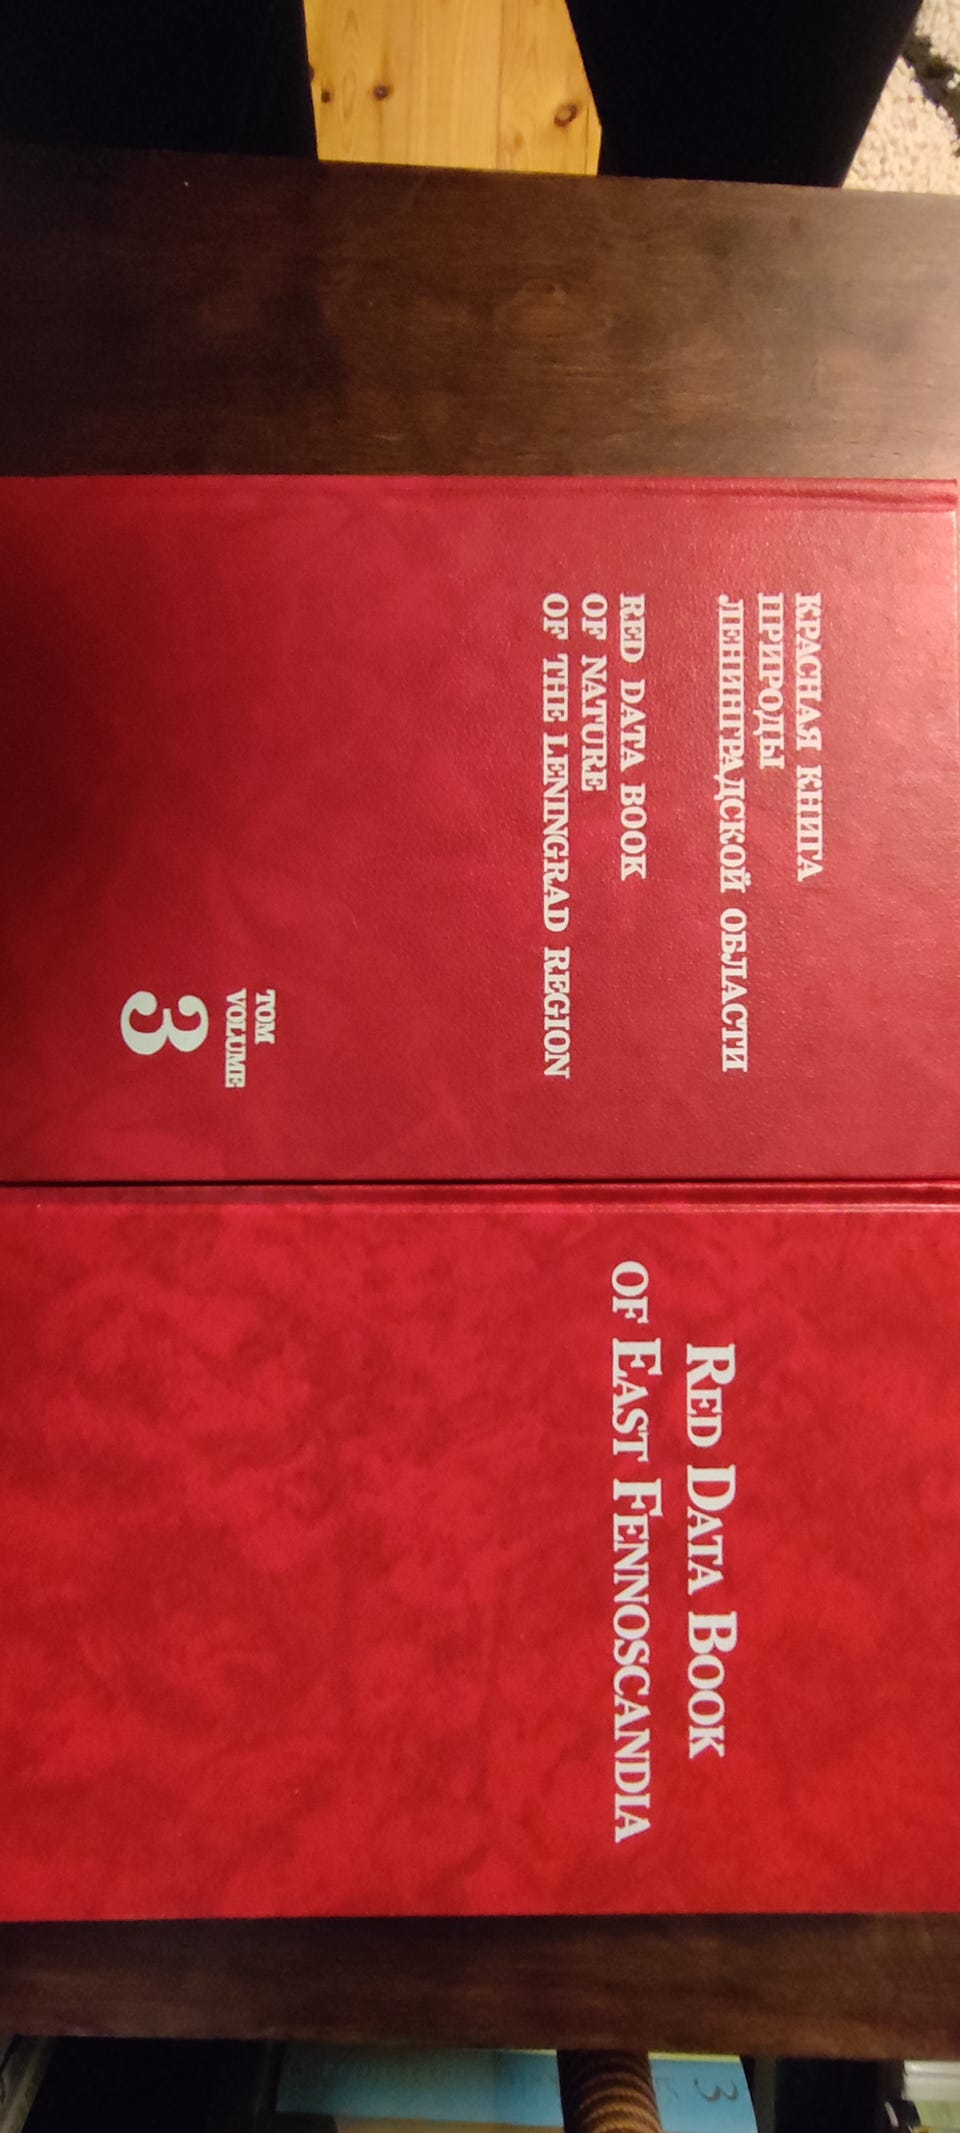 КРАСНАЯ КНИГА
ПРИРОДЫ
ЛЕНИНГРАДСКОЙ ОБЛАСТИ
RED DATA BOOK
OF NATURE
OF THE LENINGRAD REGION
ТОМ
VOLUME
3
RED DATA BOOK
OF EAST FENNOSCANDIA
3